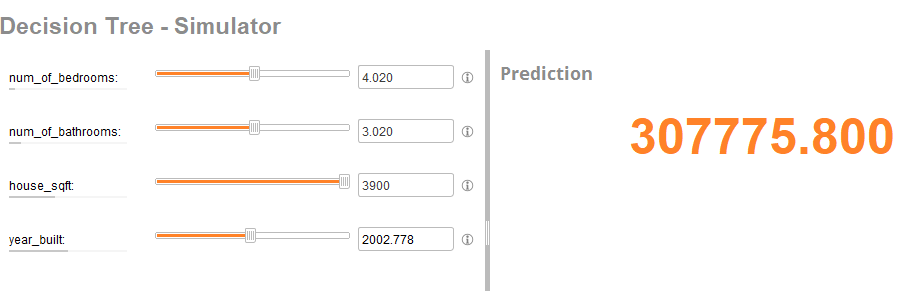 Decision Tree - Simulator
num_of_bedrooms: 4.020
num_of_bathrooms: 3.020
house_sqft: 3900
year_built: 2002.778
Prediction
307775.800